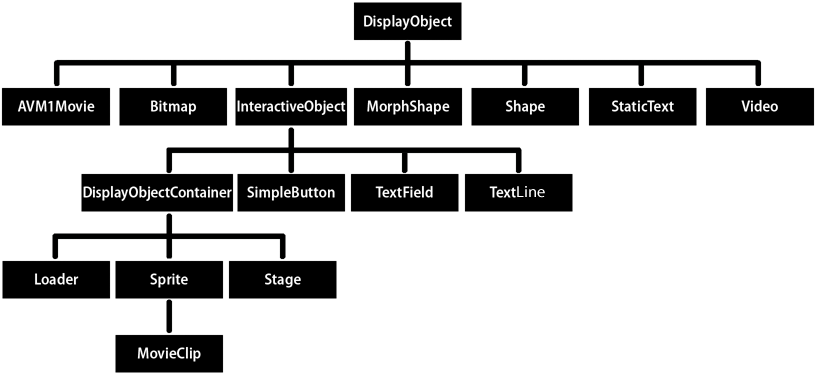 DisplayObject
AVM1Movie
Bitmap
InteractiveObject
MorphShape
Shape
StaticText
Video
DisplayObjectContainer
SimpleButton
TextField
TextLine
Loader
Sprite
Stage
MovieClip